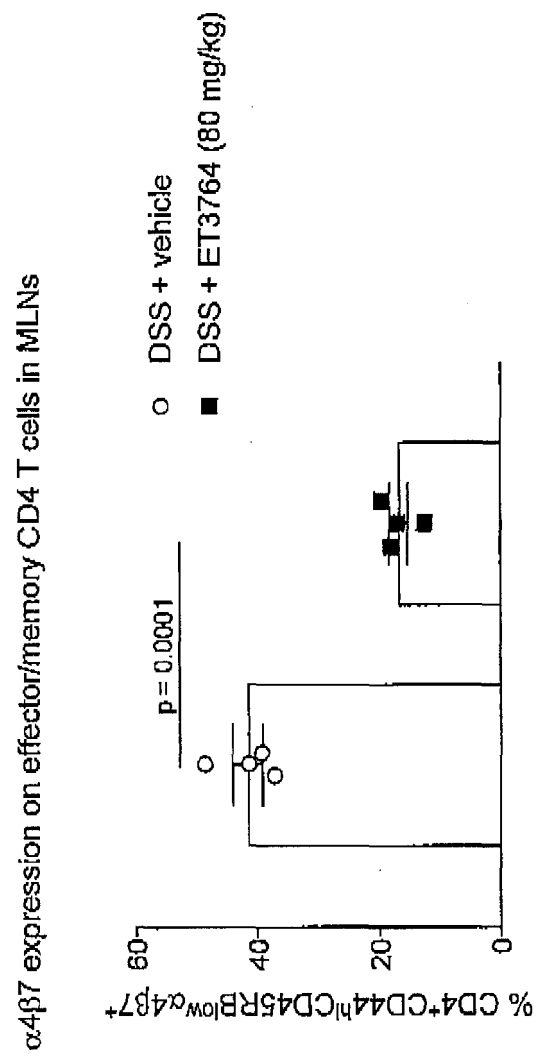 α4β7 expression on effector/memory CD4 T cells in MLNs
DSS + vehicle
DSS + ET3764 (80 mg/kg)
p = 0.0001
60
40
20
0
% CD4⁺CD44ʰⁱCD45RBˡᵒʷα4β7⁺